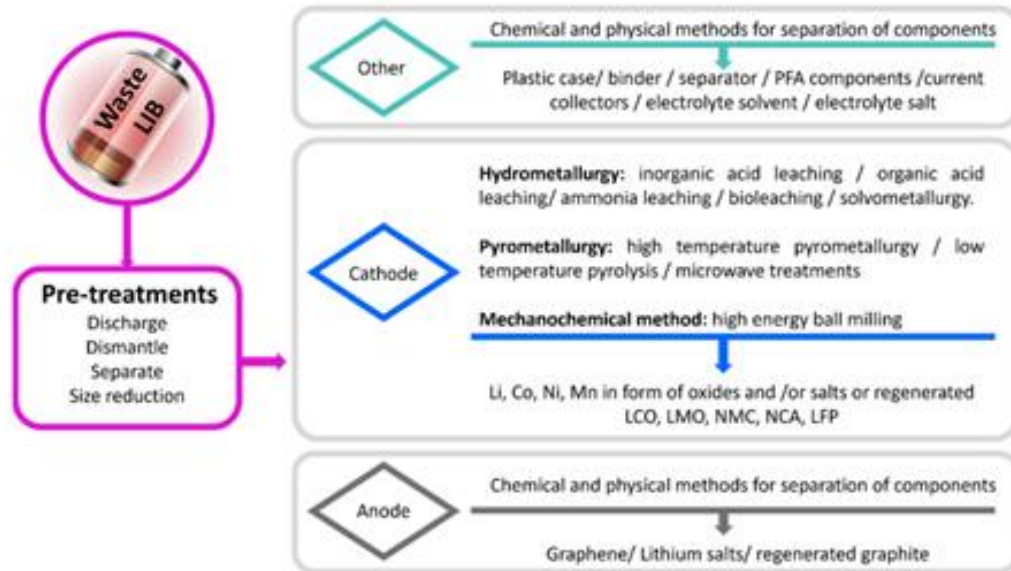 Waste
LIB
Pre-treatments
Discharge
Dismantle
Separate
Size reduction
Other
Chemical and physical methods for separation of components
Plastic case/ binder / separator / PFA components /current
collectors / electrolyte solvent / electrolyte salt
Cathode
Hydrometallurgy: inorganic acid leaching / organic acid
leaching/ ammonia leaching / bioleaching / solvometallurgy.
Pyrometallurgy: high temperature pyrometallurgy / low
temperature pyrolysis / microwave treatments
Mechanochemical method: high energy ball milling
Li, Co, Ni, Mn in form of oxides and /or salts or regenerated
LCO, LMO, NMC, NCA, LFP
Anode
Chemical and physical methods for separation of components
Graphene/ Lithium salts/ regenerated graphite